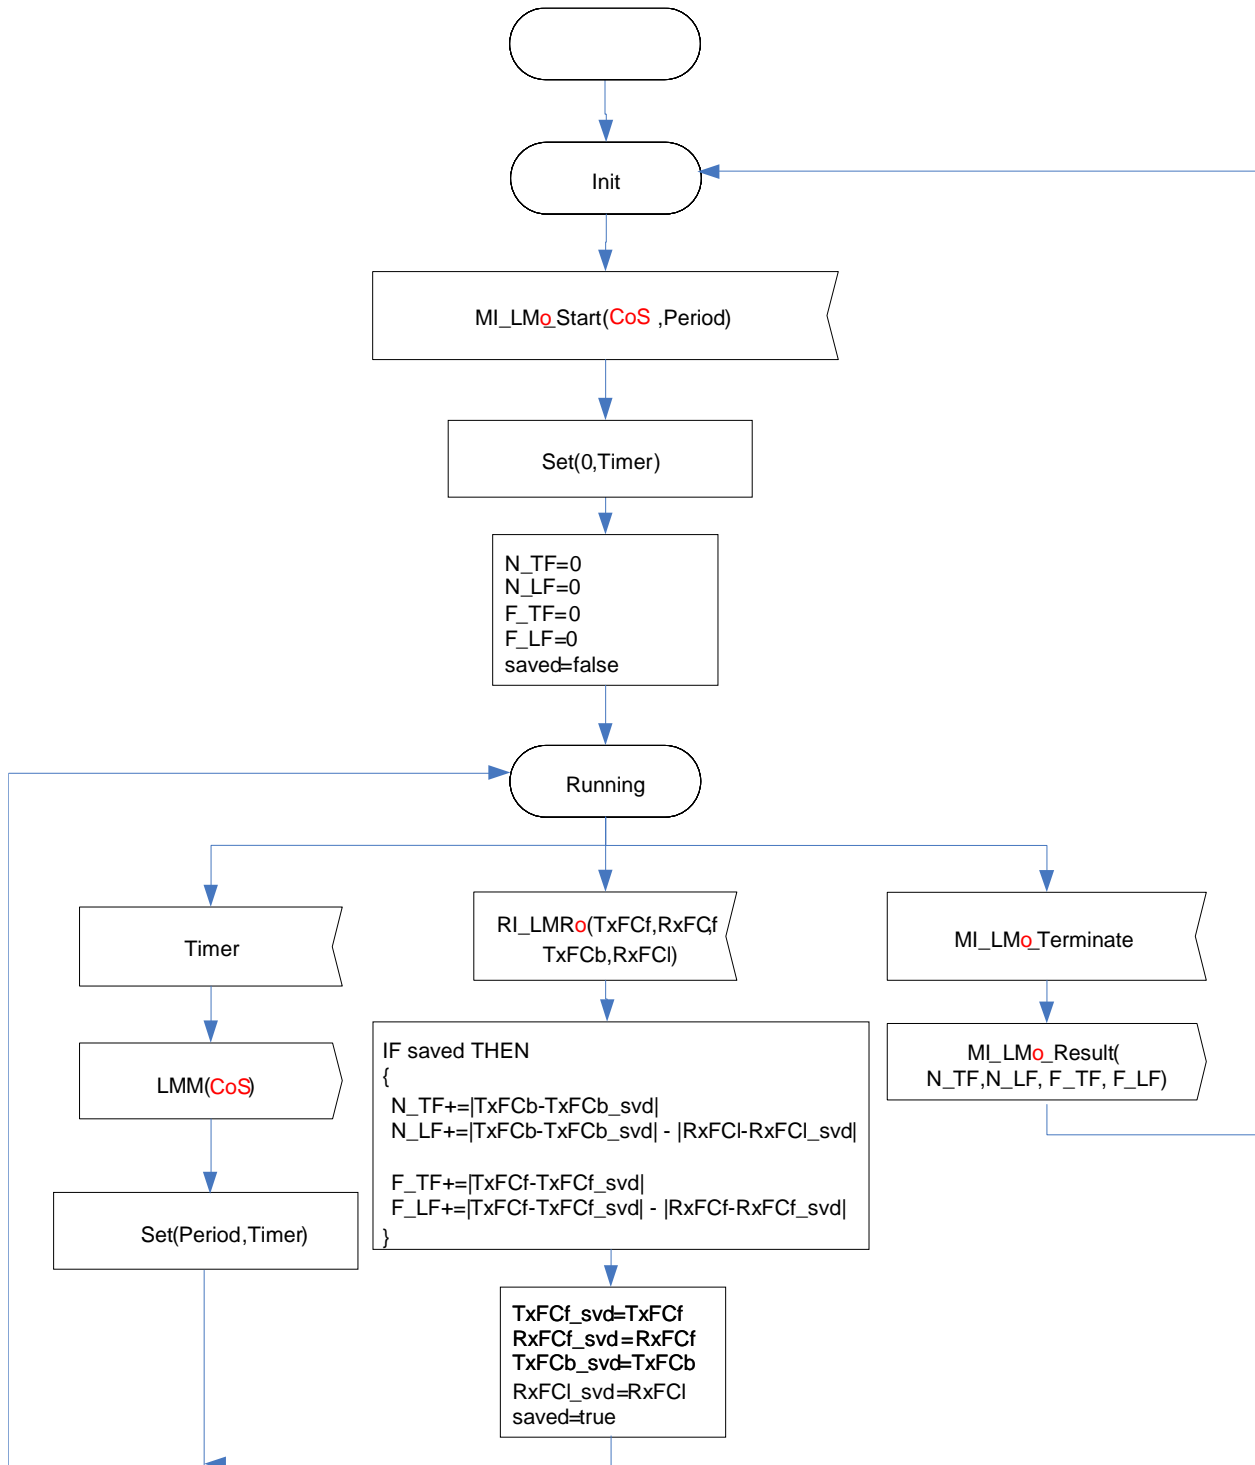 Init
MI_LMo_Start(CoS ,Period)
Set(0,Timer)
N_TF=0
N_LF=0
F_TF=0
F_LF=0
saved=false
Running
Timer
LMM(CoS)
Set(Period,Timer)
RI_LMRo(TxFCf,RxFCf,
TxFCb,RxFCl)
IF saved THEN
{
N_TF+=|TxFCb-TxFCb_svd|
N_LF+=|TxFCb-TxFCb_svd| - |RxFCl-RxFCl_svd|
F_TF+=|TxFCf-TxFCf_svd|
F_LF+=|TxFCf-TxFCf_svd| - |RxFCf-RxFCf_svd|
}
TxFCf_svd=TxFCf
RxFCf_svd=RxFCf
TxFCb_svd=TxFCb
RxFCl_svd=RxFCl
saved=true
MI_LMo_Terminate
MI_LMo_Result(
N_TF,N_LF, F_TF, F_LF)